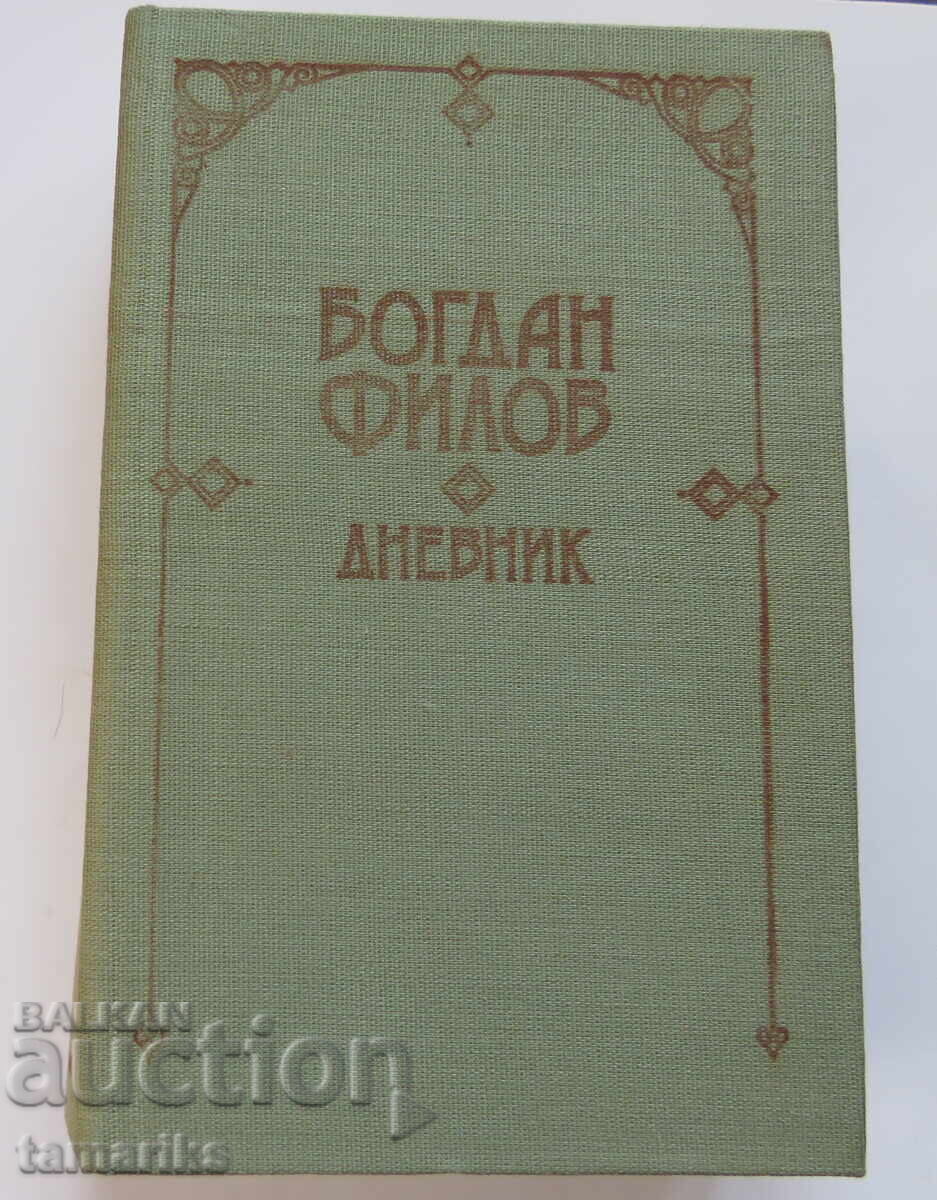 БОГДАН
ФИЛОВ
ДНЕВНИК
BALKAN
auction
tamariks